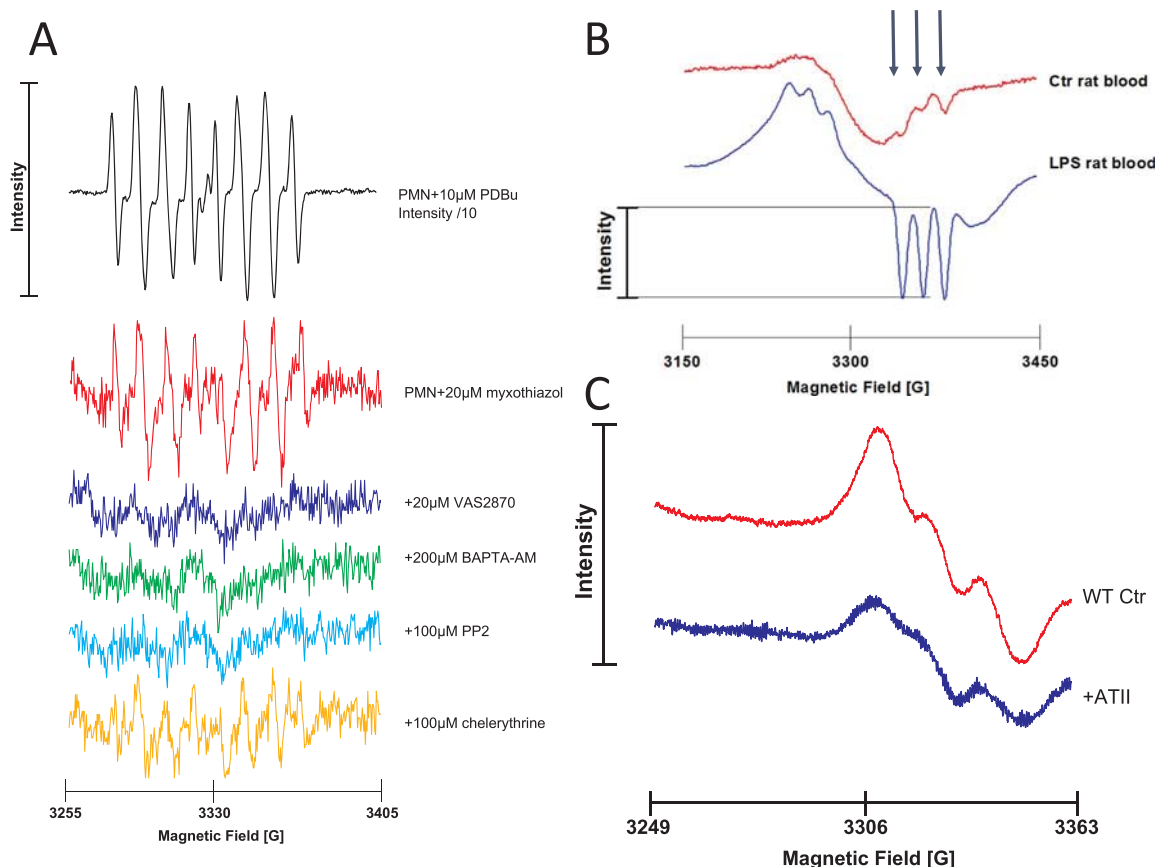 A
Intensity
PMN+10µM PDBu
Intensity /10
PMN+20µM myxothiazol
+20µM VAS2870
+200µM BAPTA-AM
+100µM PP2
+100µM chelerythrine
3255
3330
3405
Magnetic Field [G]
B
Ctr rat blood
LPS rat blood
Intensity
3150
3300
3450
Magnetic Field [G]
C
Intensity
WT Ctr
+ATII
3249
3306
3363
Magnetic Field [G]